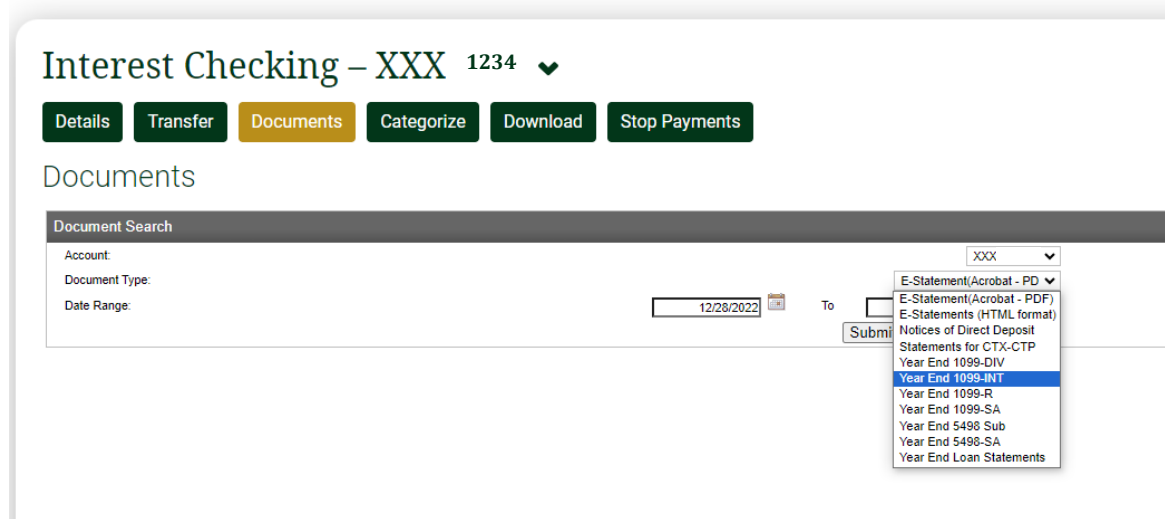 Interest Checking – XXX 1234
Details Transfer Documents Categorize Download Stop Payments
Documents
Document Search
Account: XXX
Document Type: E-Statement(Acrobat - PD
Date Range: 12/28/2022 To
Submi
E-Statement(Acrobat - PDF)
E-Statements (HTML format)
Notices of Direct Deposit
Statements for CTX-CTP
Year End 1099-DIV
Year End 1099-INT
Year End 1099-R
Year End 1099-SA
Year End 5498 Sub
Year End 5498-SA
Year End Loan Statements